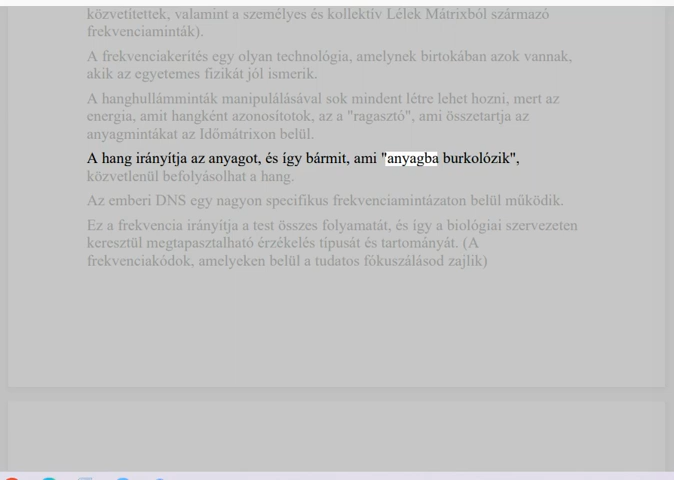 közvetítettek, valamint a személyes és kollektív Lélek Mátrixból származó
frekvenciaminták).
A frekvenciakerítés egy olyan technológia, amelynek birtokában azok vannak,
akik az egyetemes fizikát jól ismerik.
A hanghullámminták manipulálásával sok mindent létre lehet hozni, mert az
energia, amit hangként azonosítotok, az a "ragasztó", ami összetartja az
anyagmintákat az Időmátrixon belül.
A hang irányítja az anyagot, és így bármit, ami "anyagba burkolózik",
közvetlenül befolyásolhat a hang.
Az emberi DNS egy nagyon specifikus frekvenciamintázaton belül működik.
Ez a frekvencia irányítja a test összes folyamatát, és így a biológiai szervezeten
keresztül megtapasztalható érzékelés típusát és tartományát. (A
frekvenciakódok, amelyeken belül a tudatos fókuszálásod zajlik)